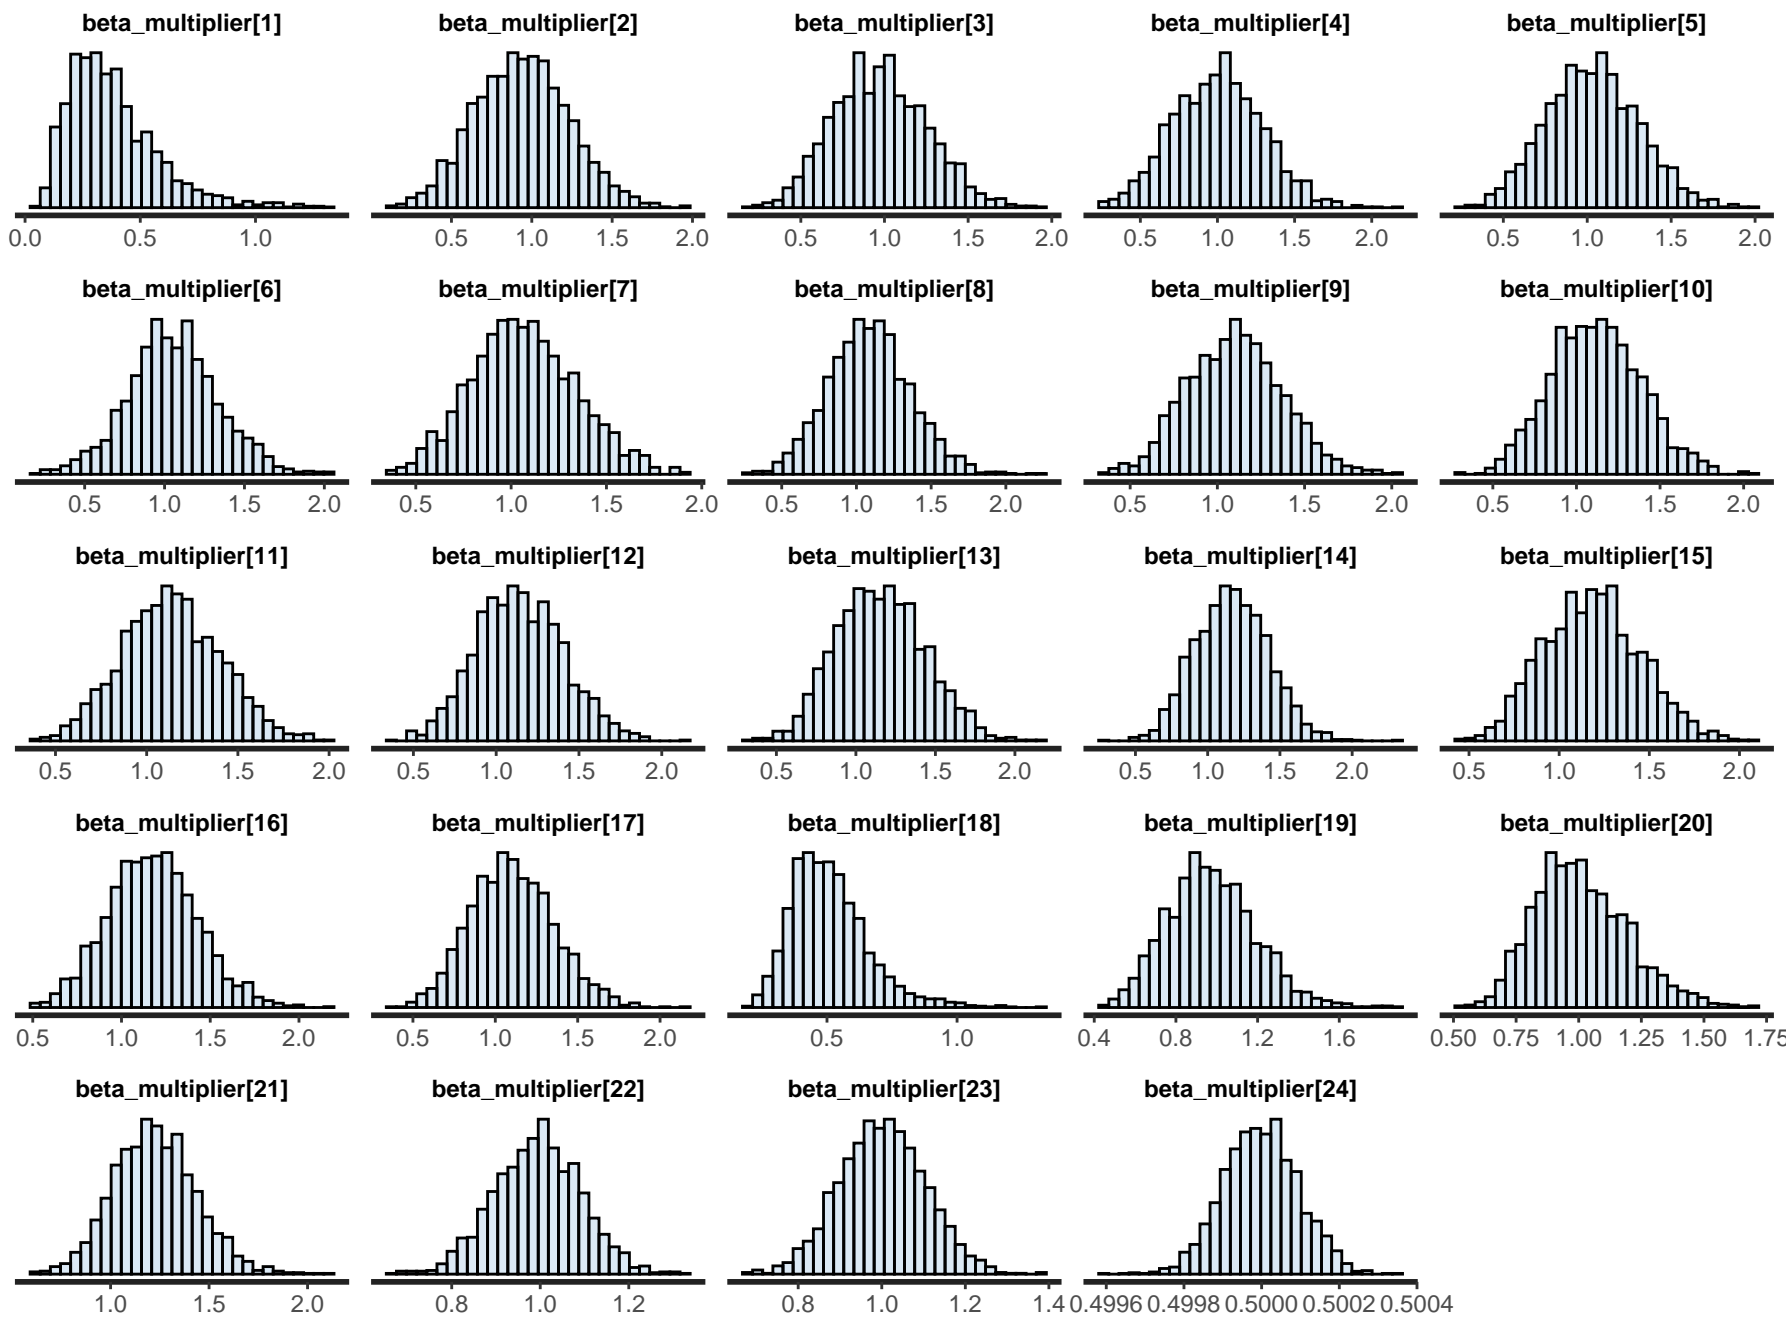 beta_multiplier[1] beta_multiplier[2] beta_multiplier[3] beta_multiplier[4] beta_multiplier[5]
0.0 0.5 1.0 0.5 1.0 1.5 2.0 0.5 1.0 1.5 2.0 0.5 1.0 1.5 2.0 0.5 1.0 1.5 2.0
beta_multiplier[6] beta_multiplier[7] beta_multiplier[8] beta_multiplier[9] beta_multiplier[10]
0.5 1.0 1.5 2.0 0.5 1.0 1.5 2.0 0.5 1.0 1.5 2.0 0.5 1.0 1.5 2.0 0.5 1.0 1.5 2.0
beta_multiplier[11] beta_multiplier[12] beta_multiplier[13] beta_multiplier[14] beta_multiplier[15]
0.5 1.0 1.5 2.0 0.5 1.0 1.5 2.0 0.5 1.0 1.5 2.0 0.5 1.0 1.5 2.0 0.5 1.0 1.5 2.0
beta_multiplier[16] beta_multiplier[17] beta_multiplier[18] beta_multiplier[19] beta_multiplier[20]
0.5 1.0 1.5 2.0 0.5 1.0 1.5 2.0 0.5 1.0 0.4 0.8 1.2 1.6 0.50 0.75 1.00 1.25 1.50 1.75
beta_multiplier[21] beta_multiplier[22] beta_multiplier[23] beta_multiplier[24]
1.0 1.5 2.0 0.8 1.0 1.2 0.8 1.0 1.2 1.4 0.4996 0.4998 0.5000 0.5002 0.5004